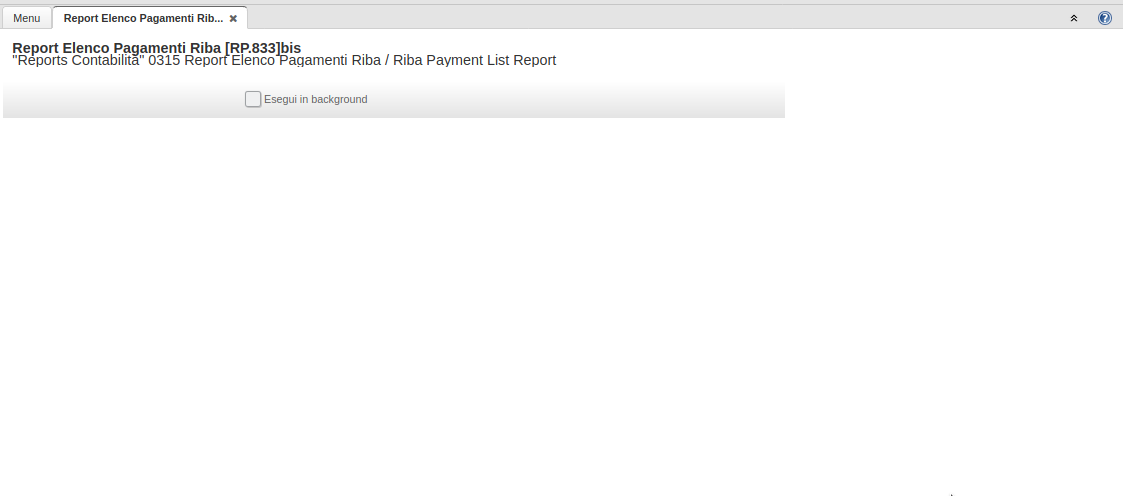 Menu
Report Elenco Pagamenti Rib...
Report Elenco Pagamenti Riba [RP.833]bis
"Reports Contabilità" 0315 Report Elenco Pagamenti Riba / Riba Payment List Report
Esegui in background